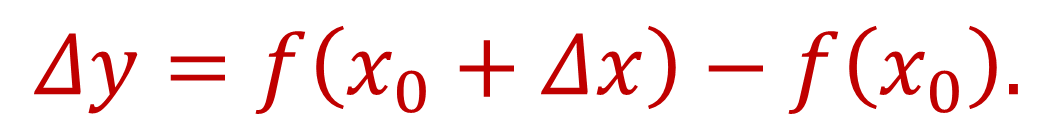 Δy = f(x₀ + Δx) − f(x₀).